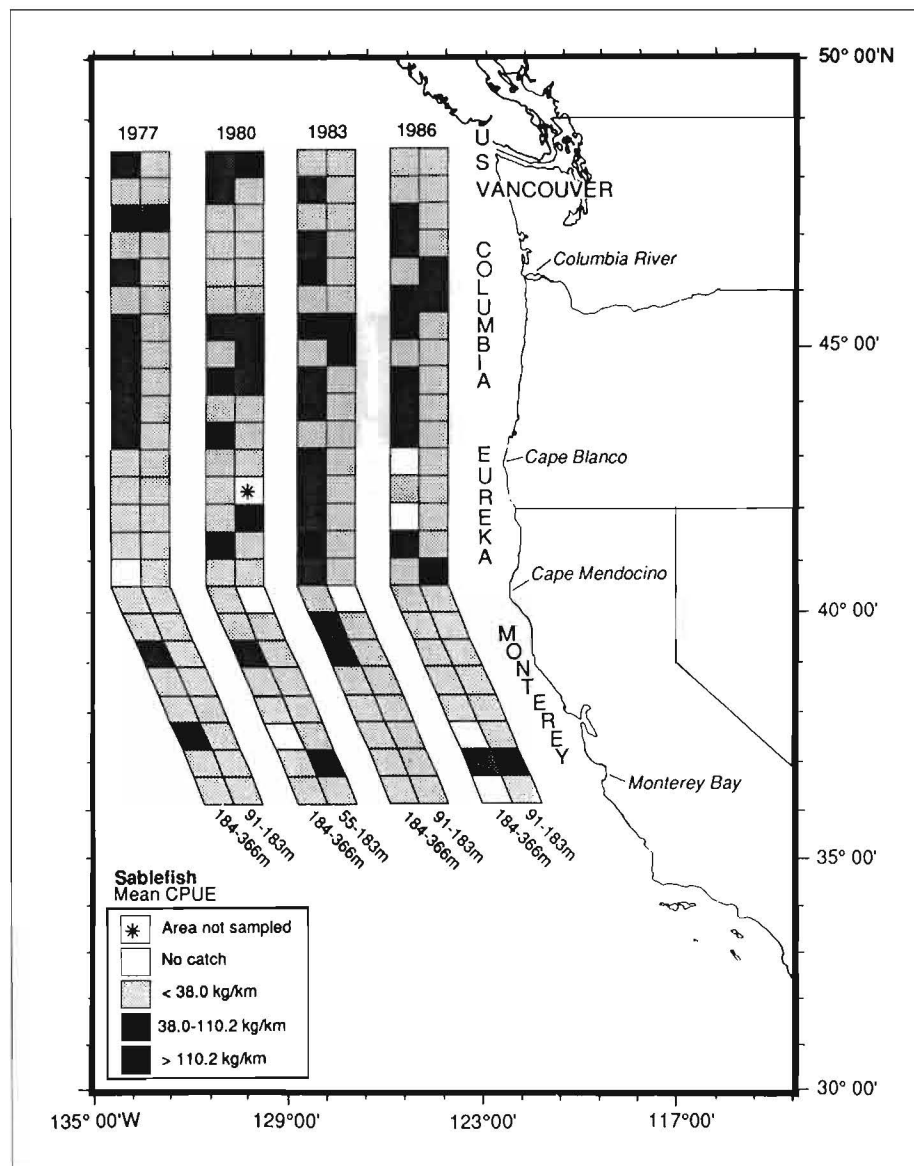 50° 00'N
1977 1980 1983 1986
US VANCOUVER
COLUMBIA
Columbia River
45° 00'
EUREKA
Cape Blanco
Cape Mendocino
40° 00'
MONTEREY
Monterey Bay
184-366m 91-183m 184-366m 55-183m 184-366m 91-183m 184-366m 91-183m
35° 00'
Sablefish
Mean CPUE
* Area not sampled
No catch
< 38.0 kg/km
38.0-110.2 kg/km
> 110.2 kg/km
30° 00'
135° 00'W 129° 00' 123° 00' 117° 00'